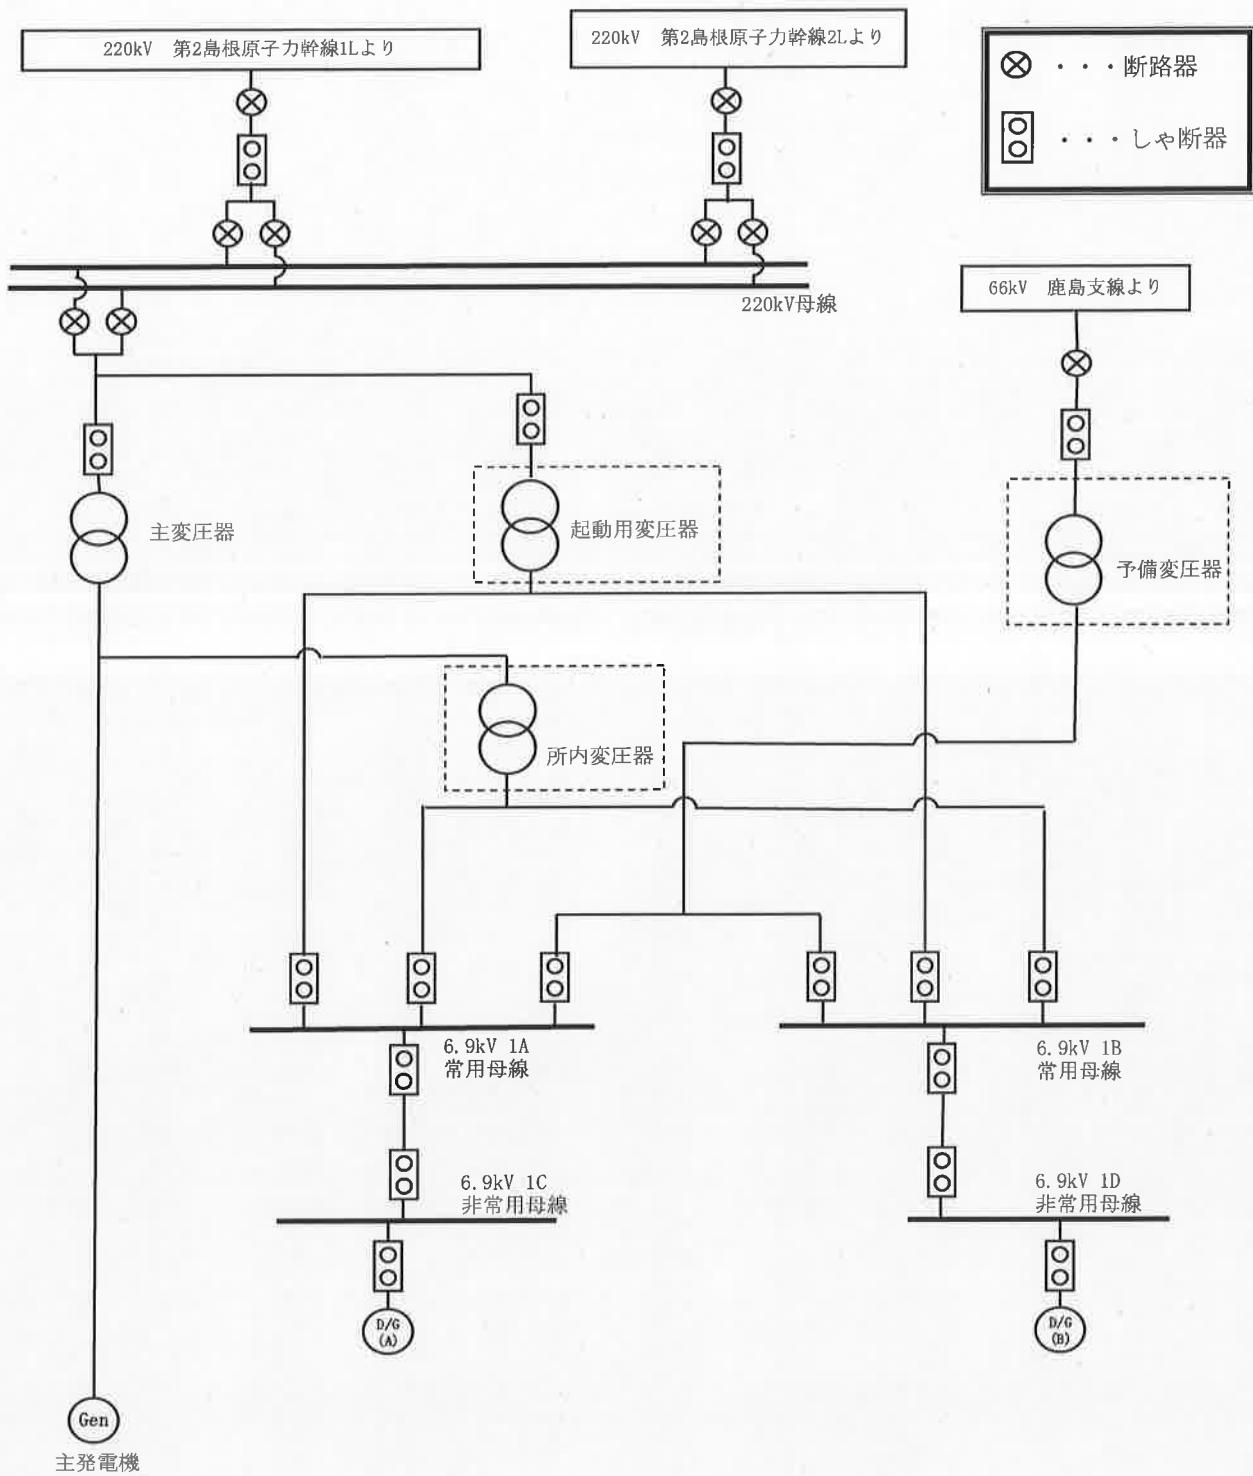 220kV 第2島根原子力幹線1Lより
220kV 第2島根原子力幹線2Lより
・・・断路器
・・・しゃ断器
220kV母線
66kV 鹿島支線より
主変圧器
起動用変圧器
予備変圧器
所内変圧器
6.9kV 1A
常用母線
6.9kV 1B
常用母線
6.9kV 1C
非常用母線
6.9kV 1D
非常用母線
D/G
(A)
D/G
(B)
Gen
主発電機